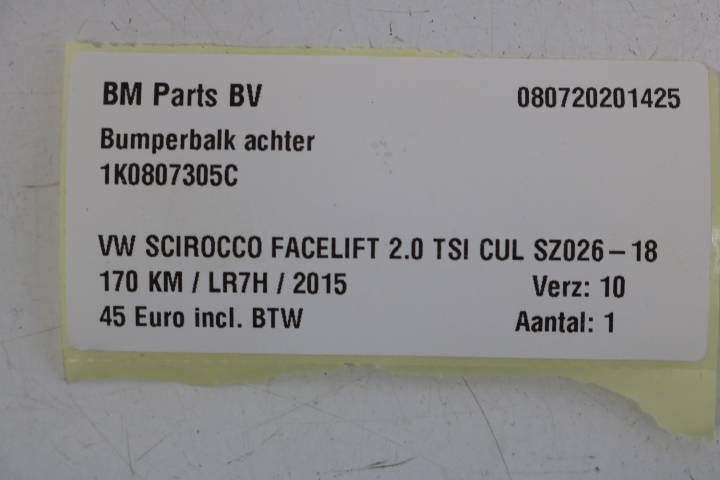 BM Parts BV 080720201425
Bumperbalk achter
1K0807305C
VW SCIROCCO FACELIFT 2.0 TSI CUL SZ026-18
170 KM / LR7H / 2015 Verz: 10
45 Euro incl. BTW Aantal: 1